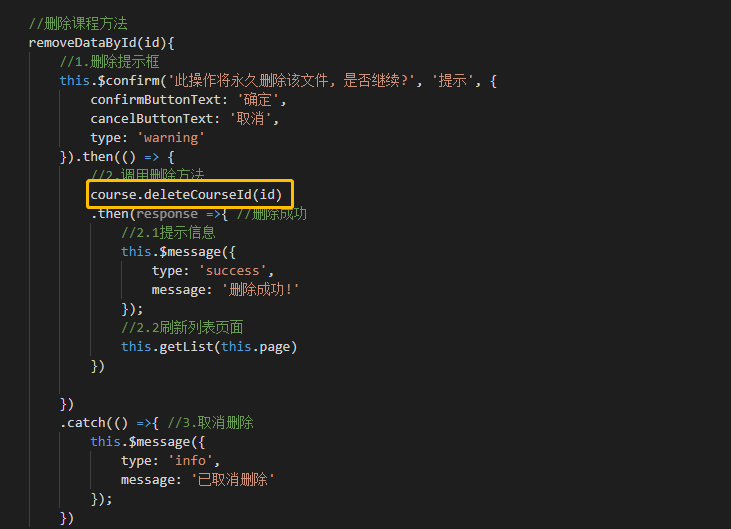 //删除课程方法
removeDataById(id){
//1.删除提示框
this.$confirm('此操作将永久删除该文件, 是否继续?', '提示', {
confirmButtonText: '确定',
cancelButtonText: '取消',
type: 'warning'
}).then(() => {
//2.调用删除方法
course.deleteCourseId(id)
.then(response =>{ //删除成功
//2.1提示信息
this.$message({
type: 'success',
message: '删除成功!'
});
//2.2刷新列表页面
this.getList(this.page)
})
})
.catch(() =>{ //3.取消删除
this.$message({
type: 'info',
message: '已取消删除'
});
})